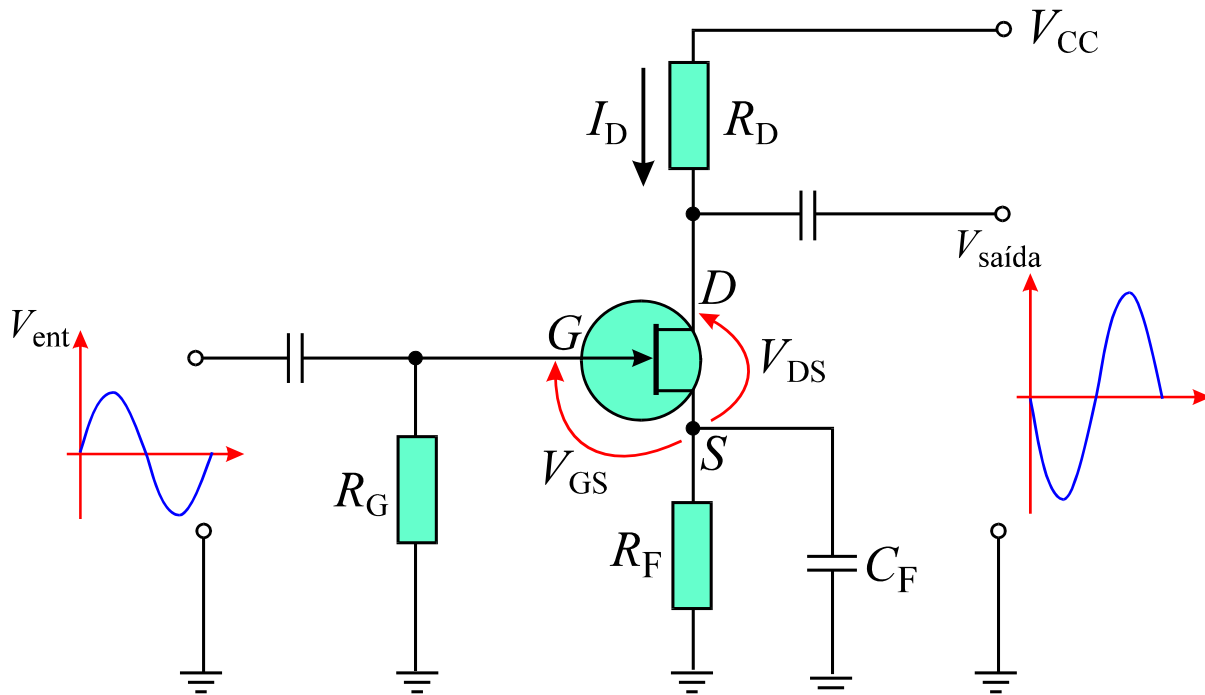 V_CC
I_D
R_D
V_saída
D
V_ent
G
V_DS
V_GS
S
R_G
R_F
C_F